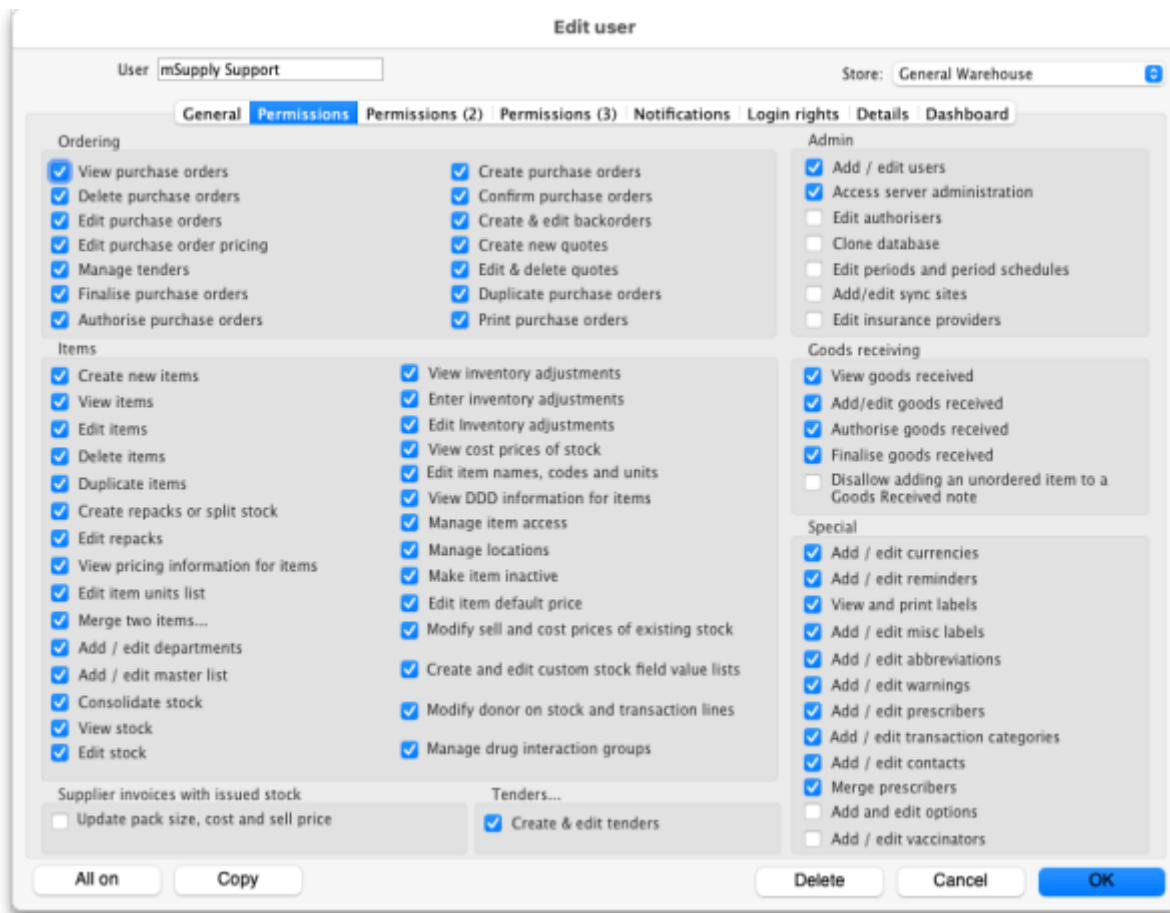 Edit user
User mSupply Support
Store: General Warehouse
General Permissions Permissions (2) Permissions (3) Notifications Login rights Details Dashboard
Ordering
View purchase orders
Delete purchase orders
Edit purchase orders
Edit purchase order pricing
Manage tenders
Finalise purchase orders
Authorise purchase orders
Create purchase orders
Confirm purchase orders
Create & edit backorders
Create new quotes
Edit & delete quotes
Duplicate purchase orders
Print purchase orders
Items
Create new items
View items
Edit items
Delete items
Duplicate items
Create repacks or split stock
Edit repacks
View pricing information for items
Edit item units list
Merge two items...
Add / edit departments
Add / edit master list
Consolidate stock
View stock
Edit stock
View inventory adjustments
Enter inventory adjustments
Edit Inventory adjustments
View cost prices of stock
Edit item names, codes and units
View DDD information for items
Manage item access
Manage locations
Make item inactive
Edit item default price
Modify sell and cost prices of existing stock
Create and edit custom stock field value lists
Modify donor on stock and transaction lines
Manage drug interaction groups
Supplier invoices with issued stock
Update pack size, cost and sell price
Tenders...
Create & edit tenders
Admin
Add / edit users
Access server administration
Edit authorisers
Clone database
Edit periods and period schedules
Add/edit sync sites
Edit insurance providers
Goods receiving
View goods received
Add/edit goods received
Authorise goods received
Finalise goods received
Disallow adding an unordered item to a
Goods Received note
Special
Add / edit currencies
Add / edit reminders
View and print labels
Add / edit misc labels
Add / edit abbreviations
Add / edit warnings
Add / edit prescribers
Add / edit transaction categories
Add / edit contacts
Merge prescribers
Add and edit options
Add / edit vaccinators
All on
Copy
Delete
Cancel
OK